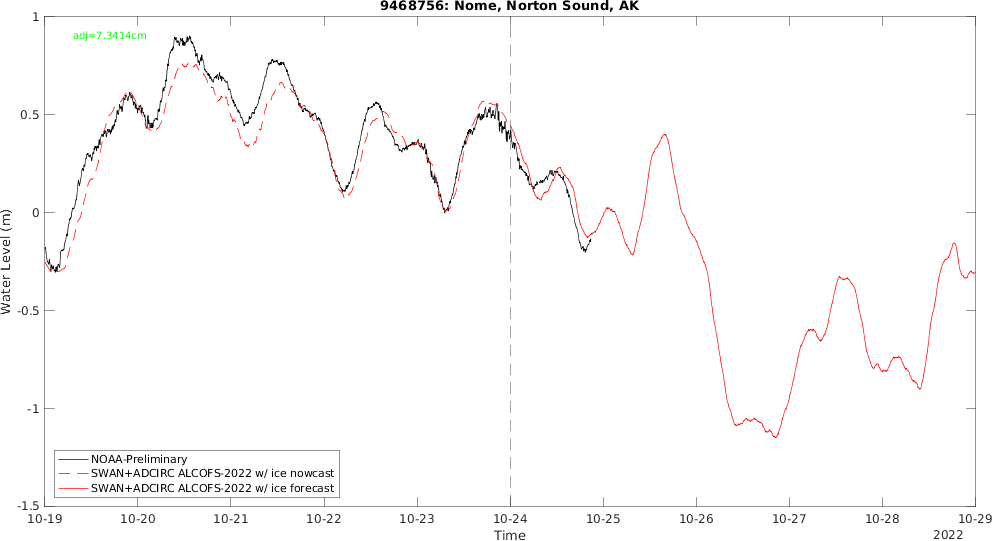 9468756: Nome, Norton Sound, AK
adj=7.3414cm
Water Level (m)
1
0.5
0
-0.5
-1
-1.5
NOAA-Preliminary
SWAN+ADCIRC ALCOFS-2022 w/ ice nowcast
SWAN+ADCIRC ALCOFS-2022 w/ ice forecast
10-19 10-20 10-21 10-22 10-23 10-24 10-25 10-26 10-27 10-28 10-29
Time
2022